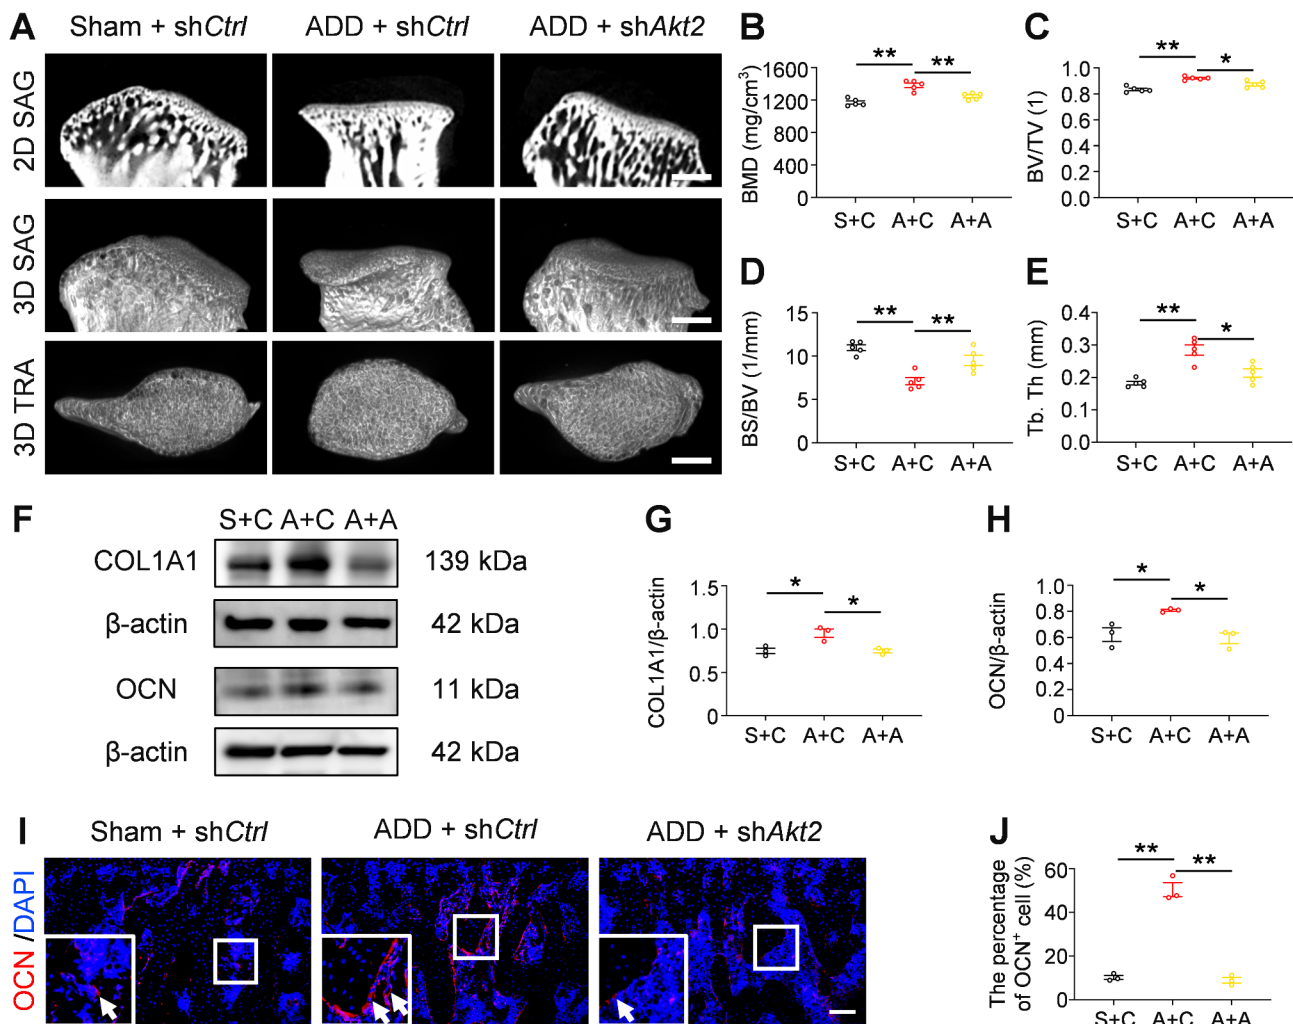 A
Sham + shCtrl
ADD + shCtrl
ADD + shAkt2
2D SAG
3D SAG
3D TRA
B
BMD (mg/cm³)
1600
1200
800
400
0
**
**
S+C
A+C
A+A
C
BV/TV (1)
1.0
0.8
0.6
0.4
0.2
0.0
**
*
S+C
A+C
A+A
D
BS/BV (1/mm)
15
10
5
0
**
**
S+C
A+C
A+A
E
Tb. Th (mm)
0.4
0.3
0.2
0.1
0.0
**
*
S+C
A+C
A+A
F
S+C A+C A+A
COL1A1 139 kDa
β-actin 42 kDa
OCN 11 kDa
β-actin 42 kDa
G
COL1A1/β-actin
1.5
1.0
0.5
0
*
*
S+C
A+C
A+A
H
OCN/β-actin
1.0
0.8
0.6
0.4
0.2
0
*
*
S+C
A+C
A+A
I
Sham + shCtrl
ADD + shCtrl
ADD + shAkt2
OCN /DAPI
J
The percentage
of OCN⁺ cell (%)
60
40
20
0
**
**
S+C
A+C
A+A